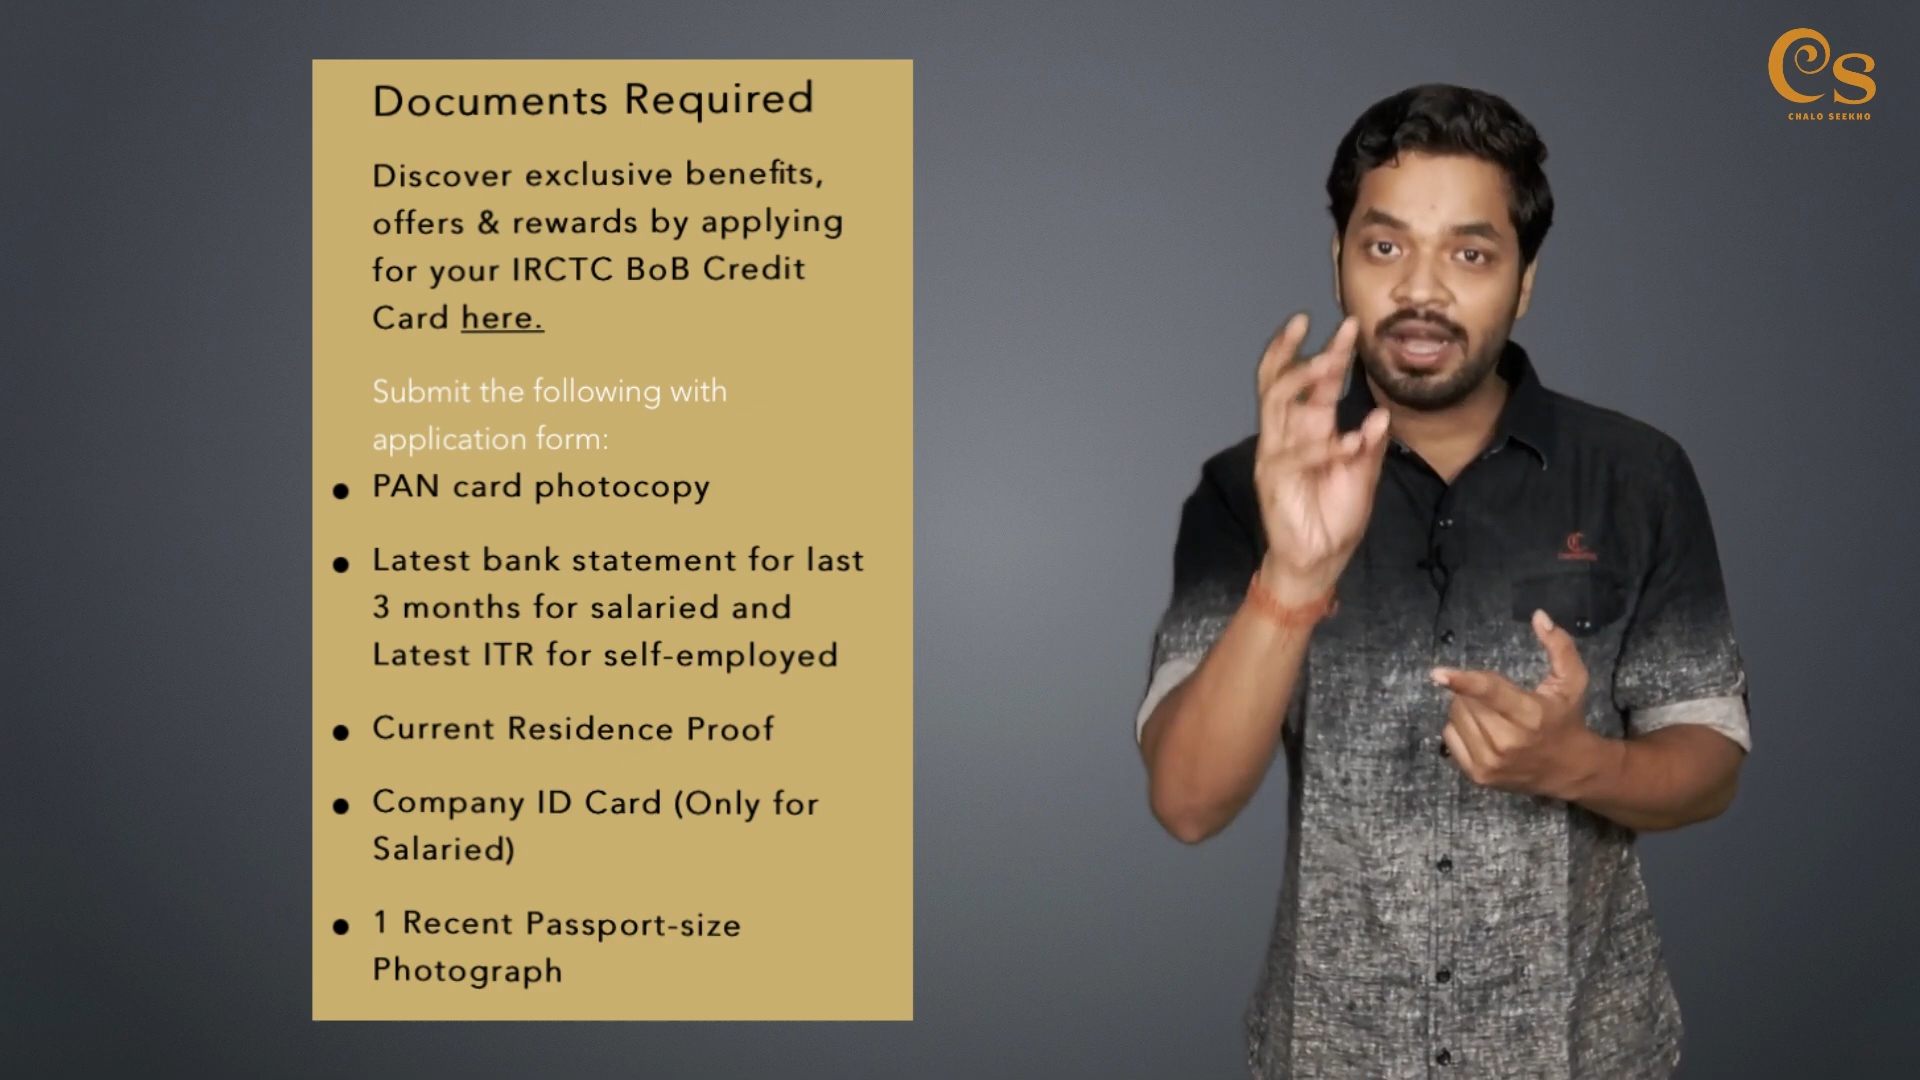 Documents Required
Discover exclusive benefits,
offers & rewards by applying
for your IRCTC BoB Credit
Card here.
Submit the following with
application form:
• PAN card photocopy
• Latest bank statement for last
3 months for salaried and
Latest ITR for self-employed
• Current Residence Proof
• Company ID Card (Only for
Salaried)
• 1 Recent Passport-size
Photograph
CS
CHALO SEEKHO